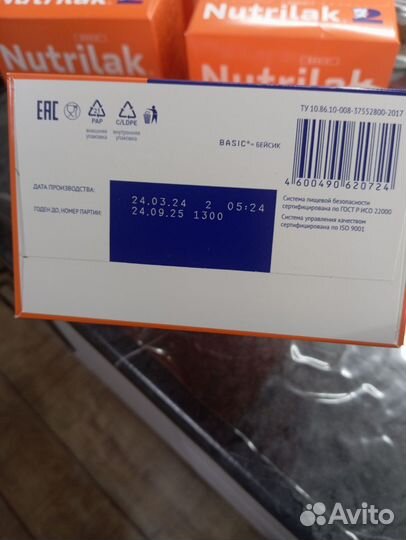 Nutrilak
Nutrilak
2
EAC
21
PAP
C/LDPE
внешняя
упаковка
внутренняя
упаковка
ТУ 10.86.10-008-37552800-2017
BASIC* - БЕЙСИК
4 600490 620724
ДАТА ПРОИЗВОДСТВА:
24.03.24 2 05:24
ГОДЕН ДО, НОМЕР ПАРТИИ:
24.09.25 1300
Система пищевой безопасности
сертифицирована по ГОСТ Р ИСО 22000
Система управления качеством
сертифицирована по ISO 9001
Avito